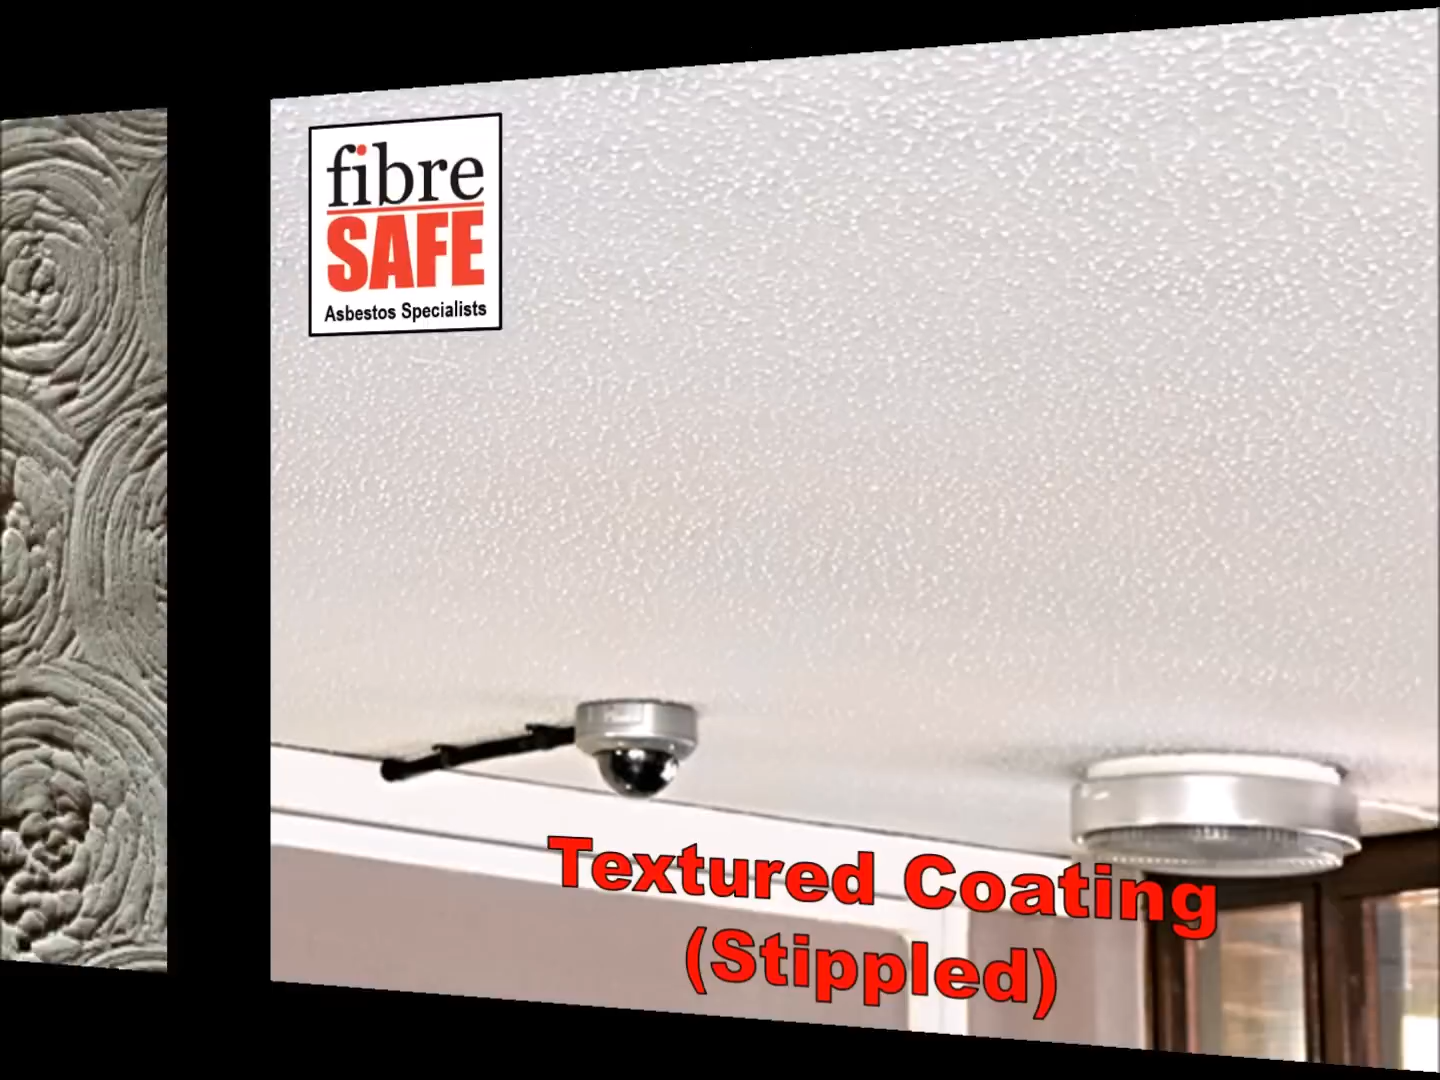 fibre
SAFE
Asbestos Specialists
Textured Coating
(Stippled)